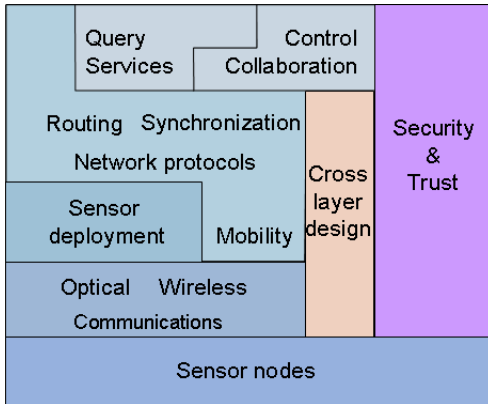 Query
Services
Control
Collaboration
Routing Synchronization
Network protocols
Security
&
Trust
Cross
layer
design
Sensor
deployment
Mobility
Optical Wireless
Communications
Sensor nodes